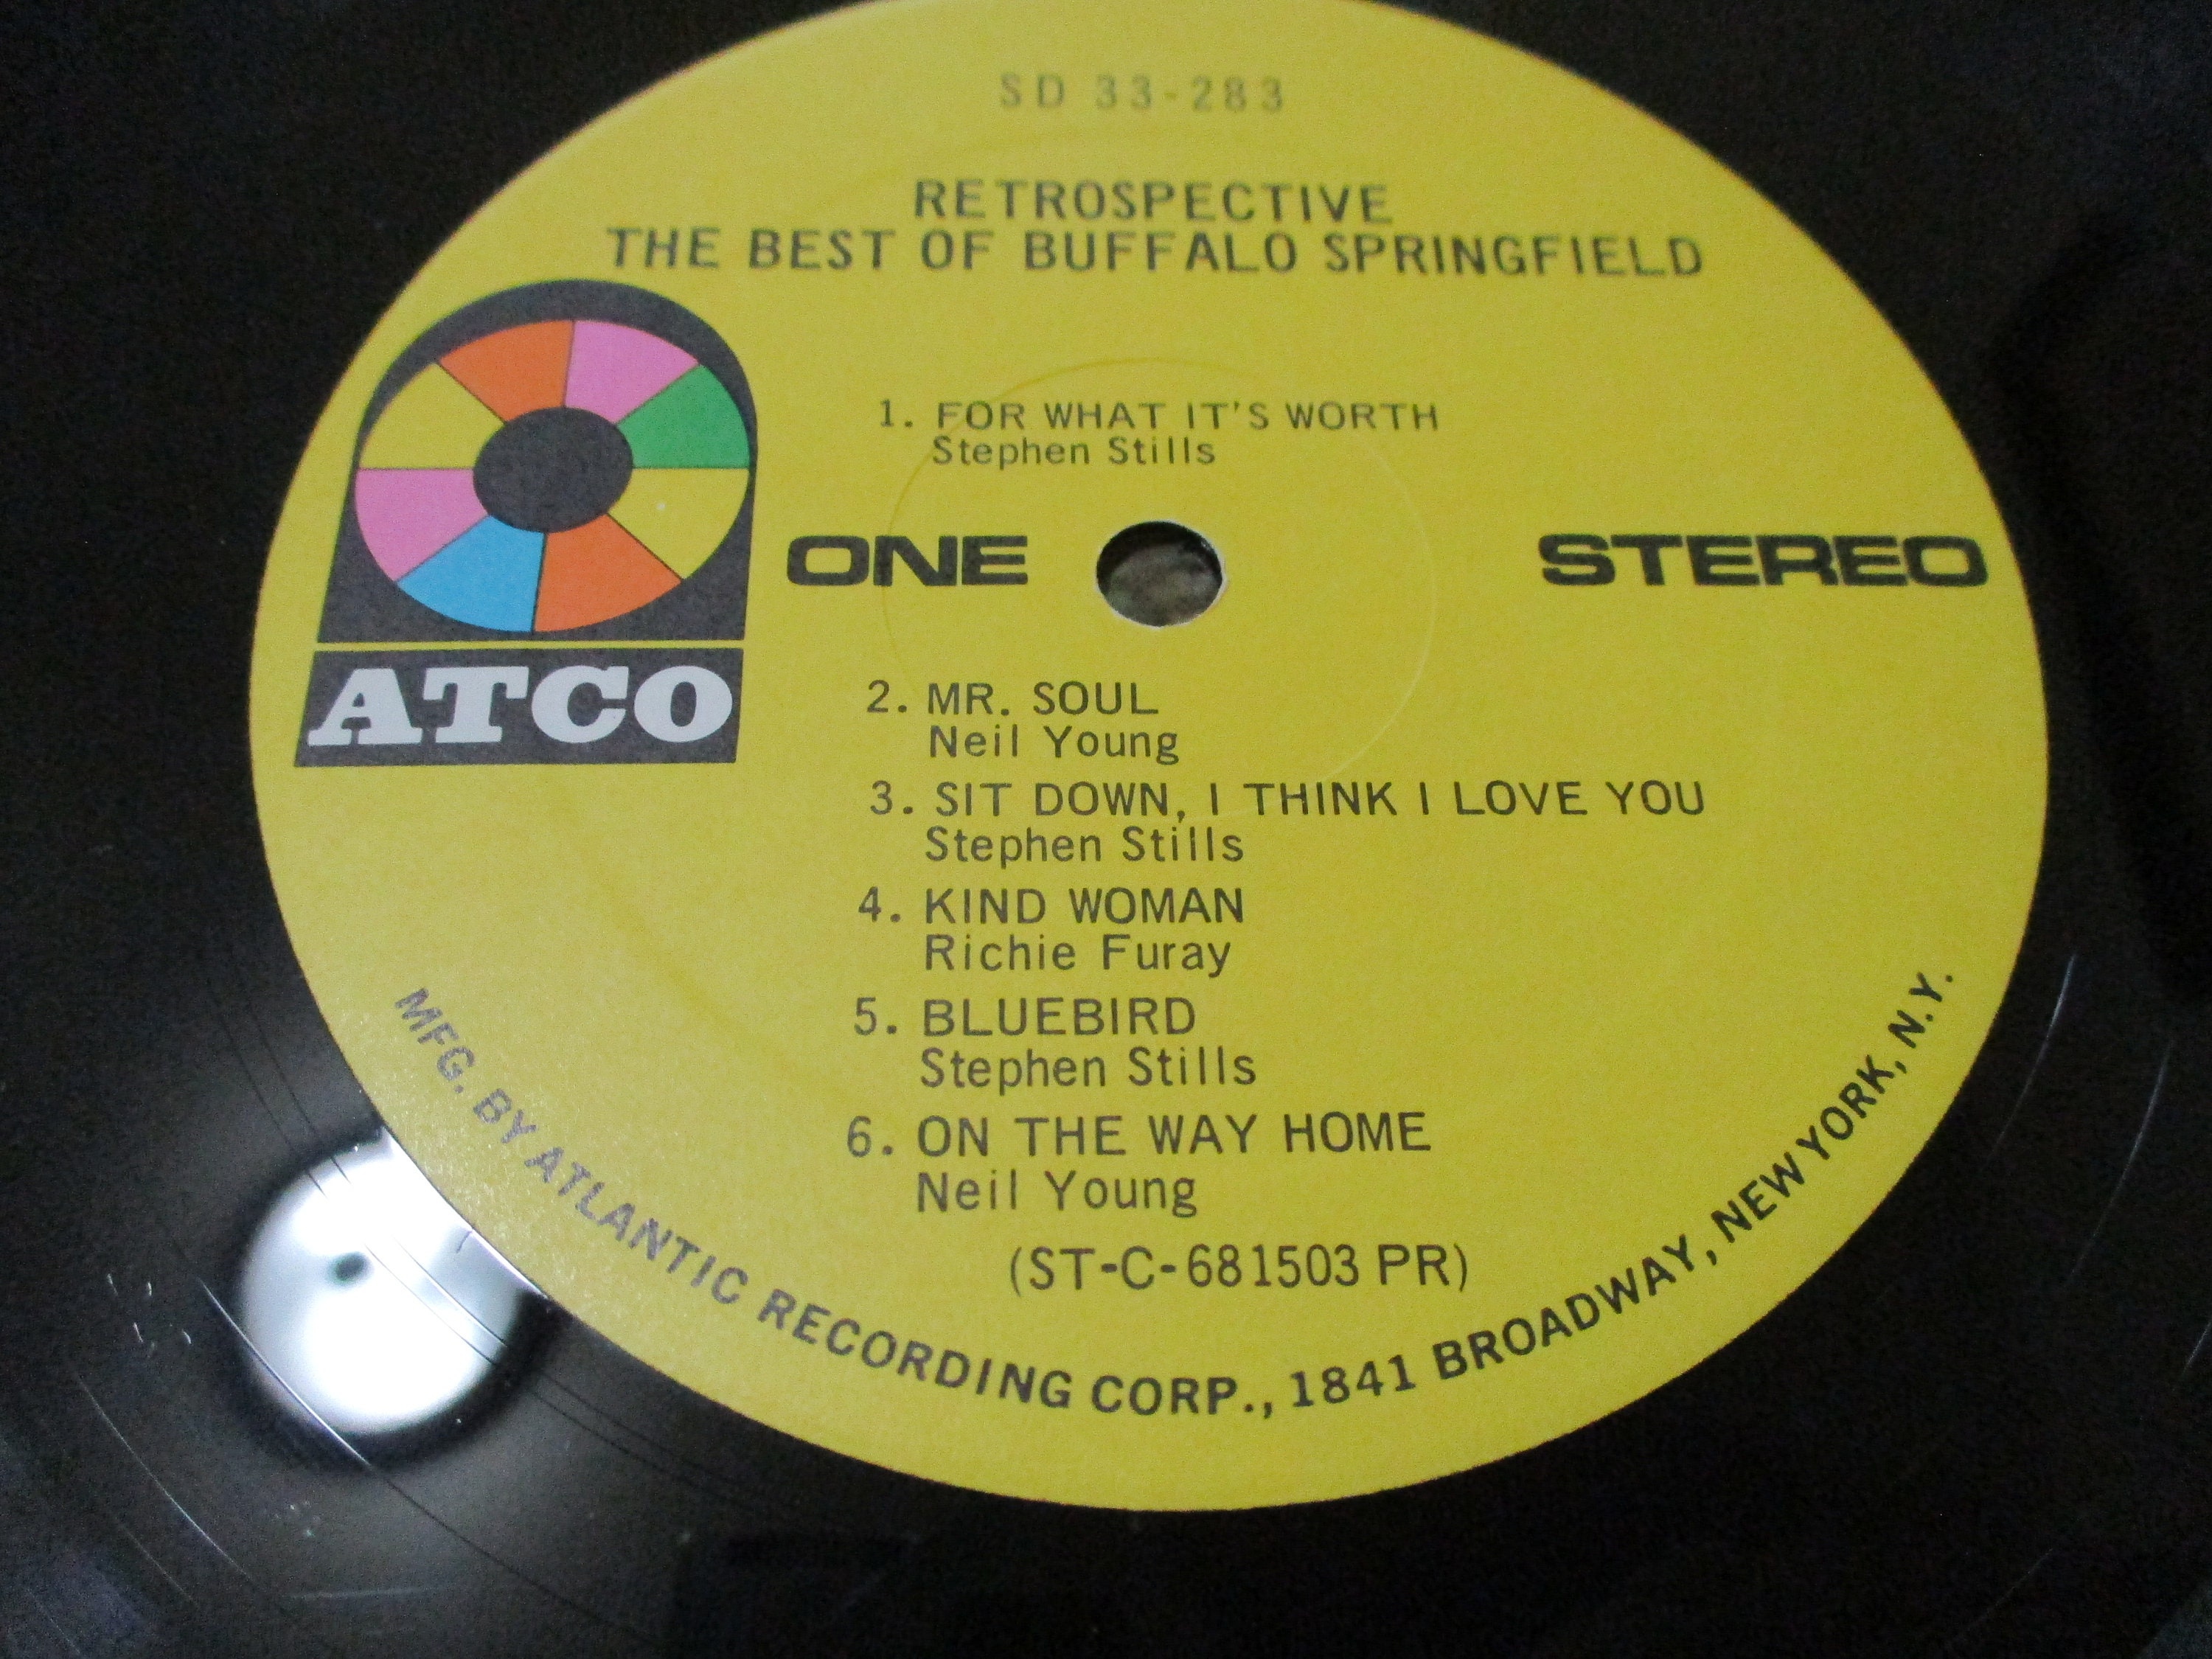 SD 33-283
RETROSPECTIVE
THE BEST OF BUFFALO SPRINGFIELD
1. FOR WHAT IT'S WORTH
Stephen Stills
ONE
STEREO
ATCO
2. MR. SOUL
Neil Young
3. SIT DOWN, I THINK I LOVE YOU
Stephen Stills
4. KIND WOMAN
Richie Furay
5. BLUEBIRD
Stephen Stills
6. ON THE WAY HOME
Neil Young
(ST-C-681503 PR)
MFG. BY ATLANTIC RECORDING CORP., 1841 BROADWAY, NEW YORK, N.Y.